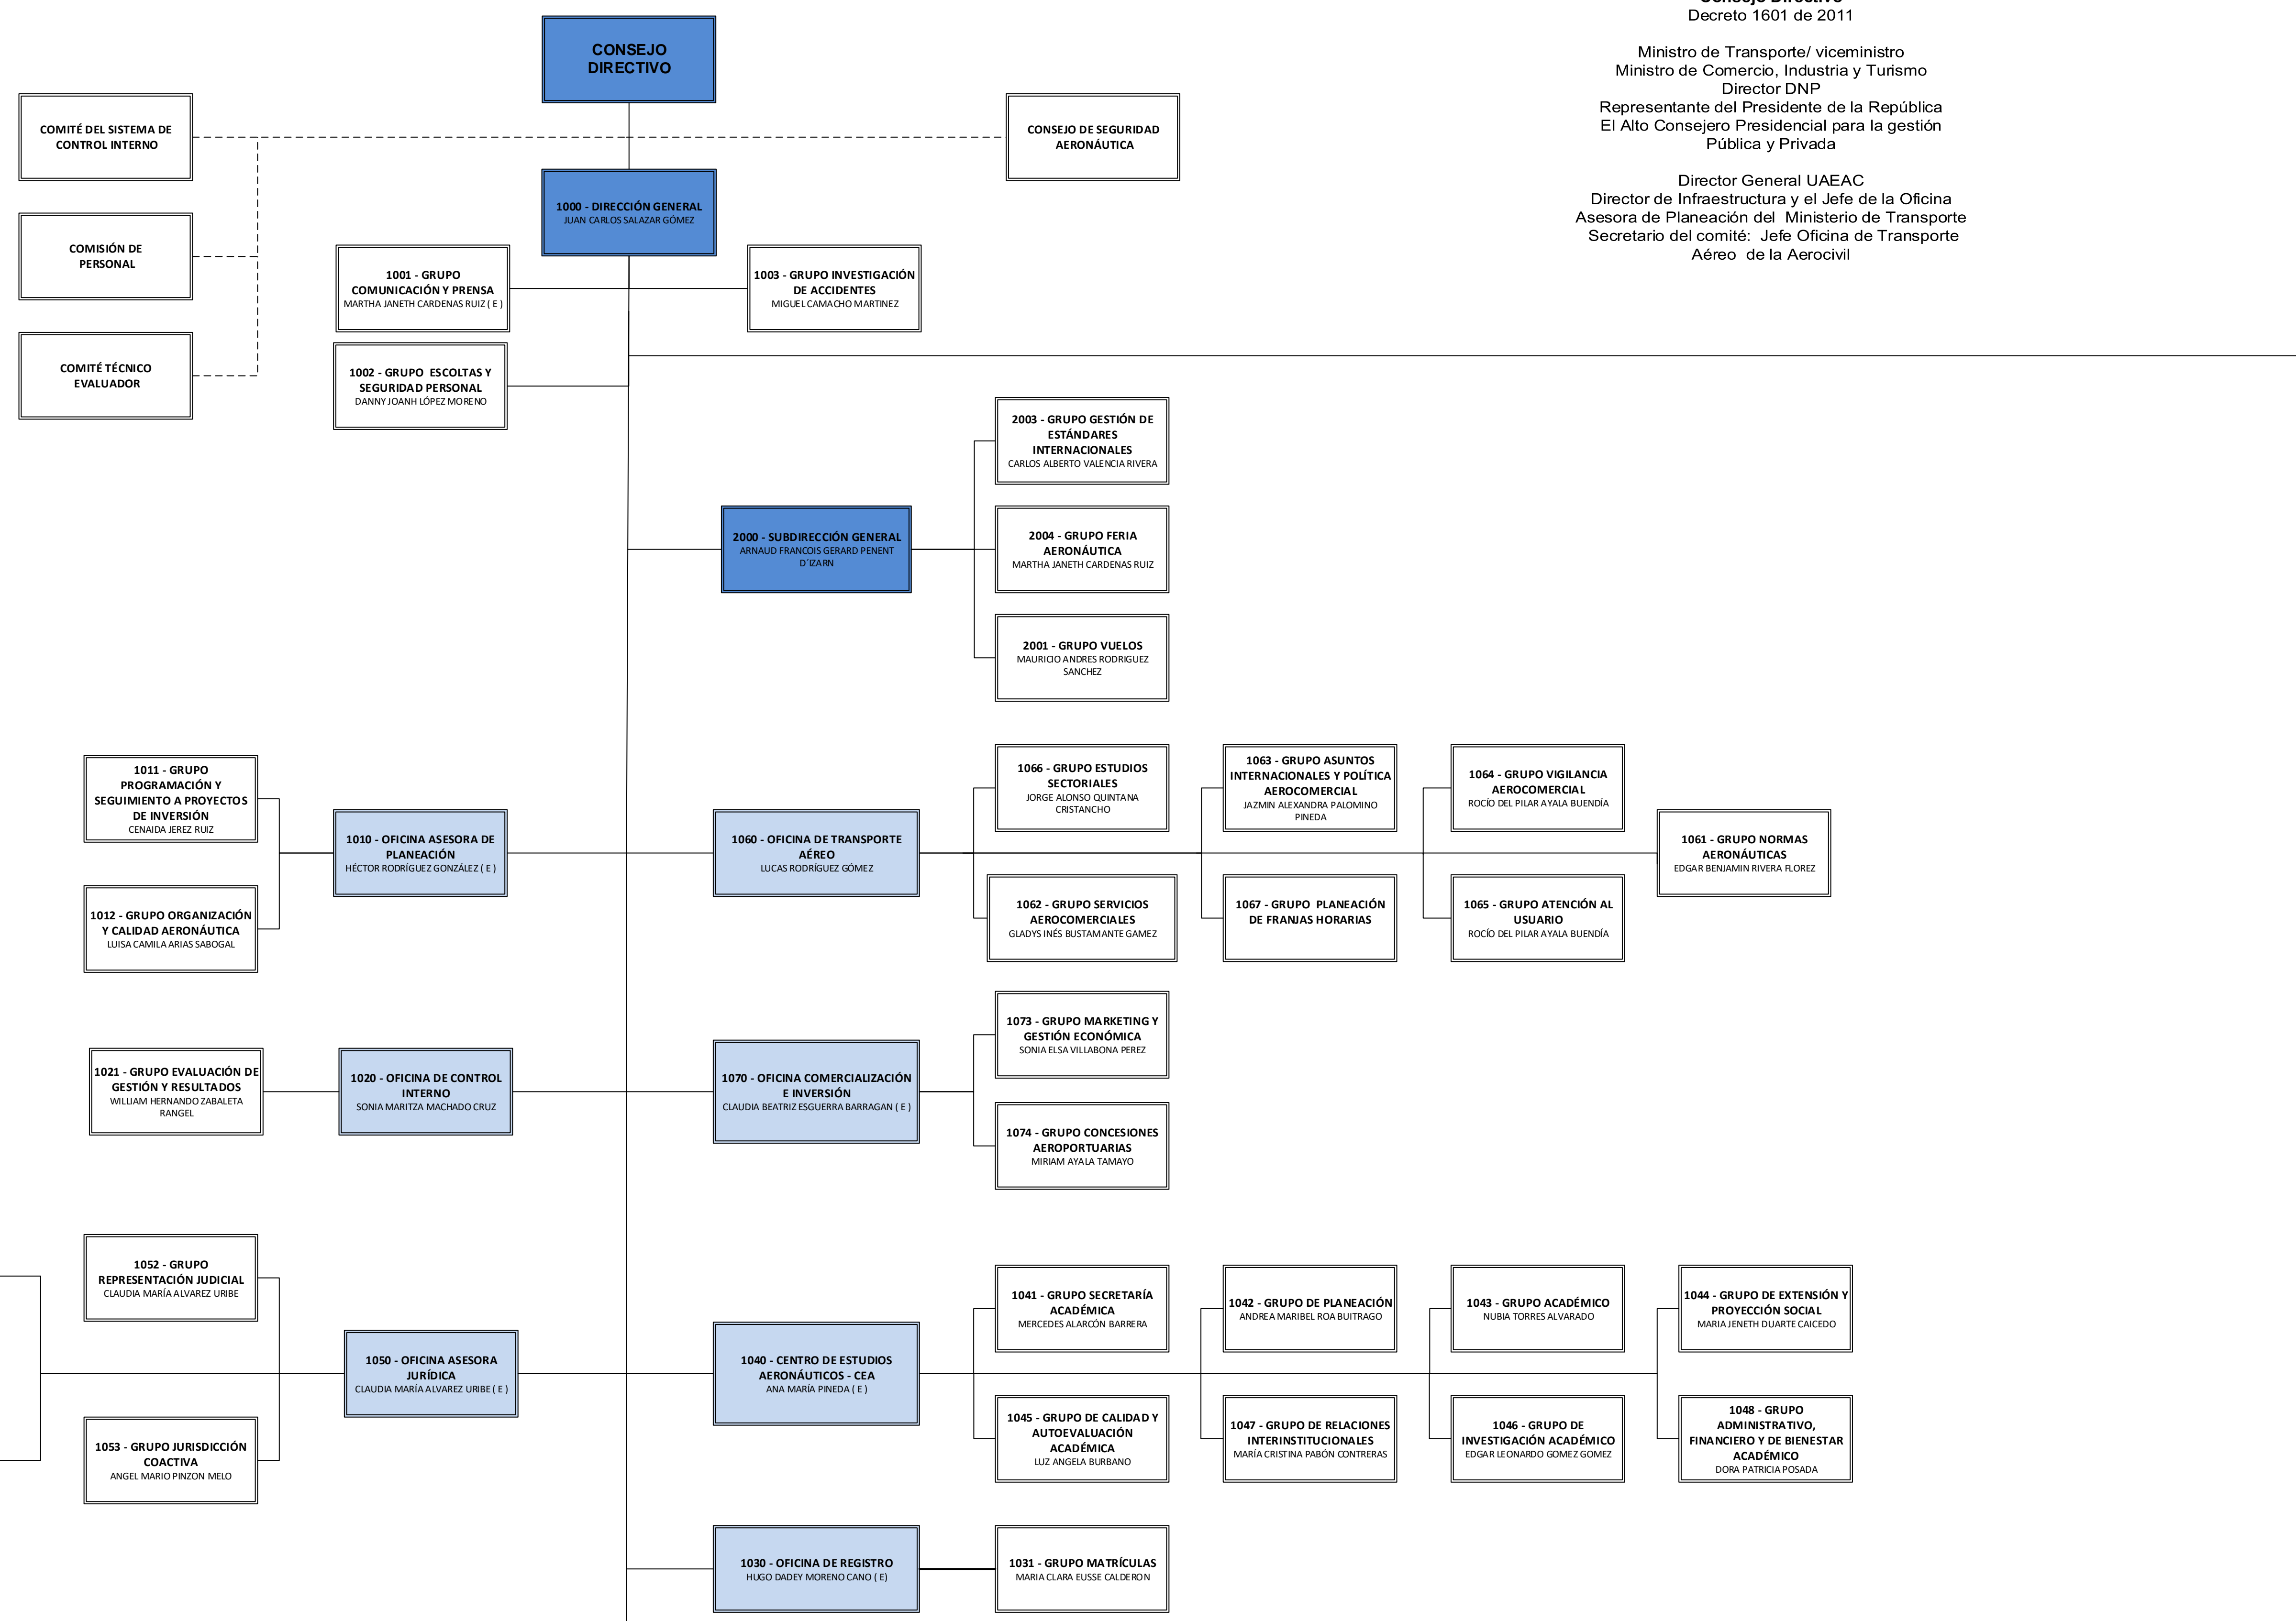 Consejo Directivo
Decreto 1601 de 2011
Ministro de Transporte/ viceministro
Ministro de Comercio, Industria y Turismo
Director DNP
Representante del Presidente de la República
El Alto Consejero Presidencial para la gestión
Pública y Privada
Director General UAEAC
Director de Infraestructura y el Jefe de la Oficina
Asesora de Planeación del Ministerio de Transporte
Secretario del comité: Jefe Oficina de Transporte
Aéreo de la Aerocivil
CONSEJO
DIRECTIVO
COMITÉ DEL SISTEMA DE
CONTROL INTERNO
CONSEJO DE SEGURIDAD
AERONÁUTICA
1000 - DIRECCIÓN GENERAL
JUAN CARLOS SALAZAR GÓMEZ
COMISIÓN DE
PERSONAL
1001 - GRUPO
COMUNICACIÓN Y PRENSA
MARTHA JANETH CARDENAS RUIZ ( E )
1003 - GRUPO INVESTIGACIÓN
DE ACCIDENTES
MIGUEL CAMACHO MARTINEZ
COMITÉ TÉCNICO
EVALUADOR
1002 - GRUPO ESCOLTAS Y
SEGURIDAD PERSONAL
DANNY JOANH LÓPEZ MORENO
2003 - GRUPO GESTIÓN DE
ESTÁNDARES
INTERNACIONALES
CARLOS ALBERTO VALENCIA RIVERA
2000 - SUBDIRECCIÓN GENERAL
ARNAUD FRANCOIS GERARD PENENT
D´IZARN
2004 - GRUPO FERIA
AERONÁUTICA
MARTHA JANETH CARDENAS RUIZ
2001 - GRUPO VUELOS
MAURICIO ANDRES RODRIGUEZ
SANCHEZ
1011 - GRUPO
PROGRAMACIÓN Y
SEGUIMIENTO A PROYECTOS
DE INVERSIÓN
CENAIDA JEREZ RUIZ
1010 - OFICINA ASESORA DE
PLANEACIÓN
HÉCTOR RODRÍGUEZ GONZÁLEZ ( E )
1012 - GRUPO ORGANIZACIÓN
Y CALIDAD AERONÁUTICA
LUISA CAMILA ARIAS SABOGAL
1060 - OFICINA DE TRANSPORTE
AÉREO
LUCAS RODRÍGUEZ GÓMEZ
1066 - GRUPO ESTUDIOS
SECTORIALES
JORGE ALONSO QUINTANA
CRISTANCHO
1063 - GRUPO ASUNTOS
INTERNACIONALES Y POLÍTICA
AEROCOMERCIAL
JAZMIN ALEXANDRA PALOMINO
PINEDA
1064 - GRUPO VIGILANCIA
AEROCOMERCIAL
ROCÍO DEL PILAR AYALA BUENDÍA
1061 - GRUPO NORMAS
AERONÁUTICAS
EDGAR BENJAMIN RIVERA FLOREZ
1062 - GRUPO SERVICIOS
AEROCOMERCIALES
GLADYS INÉS BUSTAMANTE GAMEZ
1067 - GRUPO PLANEACIÓN
DE FRANJAS HORARIAS
1065 - GRUPO ATENCIÓN AL
USUARIO
ROCÍO DEL PILAR AYALA BUENDÍA
1021 - GRUPO EVALUACIÓN DE
GESTIÓN Y RESULTADOS
WILLIAM HERNANDO ZABALETA
RANGEL
1020 - OFICINA DE CONTROL
INTERNO
SONIA MARITZA MACHADO CRUZ
1070 - OFICINA COMERCIALIZACIÓN
E INVERSIÓN
CLAUDIA BEATRIZ ESGUERRA BARRAGAN ( E )
1073 - GRUPO MARKETING Y
GESTIÓN ECONÓMICA
SONIA ELSA VILLABONA PEREZ
1074 - GRUPO CONCESIONES
AEROPORTUARIAS
MIRIAM AYALA TAMAYO
1052 - GRUPO
REPRESENTACIÓN JUDICIAL
CLAUDIA MARÍA ALVAREZ URIBE
1050 - OFICINA ASESORA
JURÍDICA
CLAUDIA MARÍA ALVAREZ URIBE ( E )
1053 - GRUPO JURISDICCIÓN
COACTIVA
ANGEL MARIO PINZON MELO
1040 - CENTRO DE ESTUDIOS
AERONÁUTICOS - CEA
ANA MARÍA PINEDA ( E )
1041 - GRUPO SECRETARÍA
ACADÉMICA
MERCEDES ALARCÓN BARRERA
1042 - GRUPO DE PLANEACIÓN
ANDREA MARIBEL ROA BUITRAGO
1043 - GRUPO ACADÉMICO
NUBIA TORRES ALVARADO
1044 - GRUPO DE EXTENSIÓN Y
PROYECCIÓN SOCIAL
MARIA JENETH DUARTE CAICEDO
1045 - GRUPO DE CALIDAD Y
AUTOEVALUACIÓN
ACADÉMICA
LUZ ANGELA BURBANO
1047 - GRUPO DE RELACIONES
INTERINSTITUCIONALES
MARÍA CRISTINA PABÓN CONTRERAS
1046 - GRUPO DE
INVESTIGACIÓN ACADÉMICO
EDGAR LEONARDO GOMEZ GOMEZ
1048 - GRUPO
ADMINISTRATIVO,
FINANCIERO Y DE BIENESTAR
ACADÉMICO
DORA PATRICIA POSADA
1030 - OFICINA DE REGISTRO
HUGO DADEY MORENO CANO ( E)
1031 - GRUPO MATRÍCULAS
MARIA CLARA EUSSE CALDERON